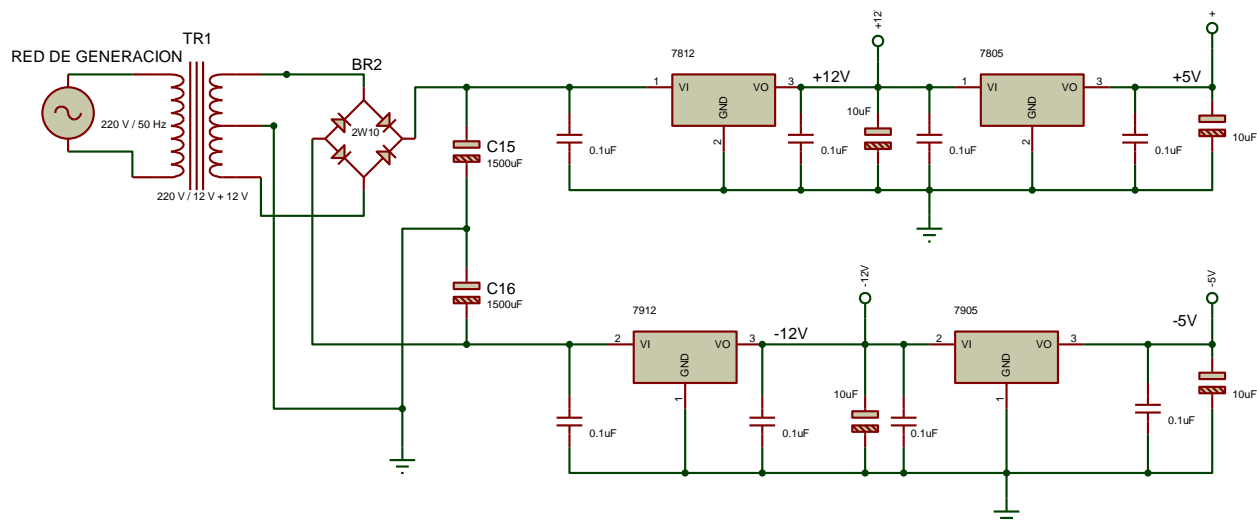 RED DE GENERACION
TR1
220 V / 50 Hz
220 V / 12 V + 12 V
BR2
2W10
C15
1500uF
C16
1500uF
0.1uF
7812
1
VI
VO
3
GND
2
+12V
0.1uF
+12
10uF
0.1uF
7805
1
VI
VO
3
GND
2
+5V
0.1uF
+
10uF
0.1uF
7912
2
VI
VO
3
GND
1
-12V
0.1uF
-12V
10uF
0.1uF
7905
2
VI
VO
3
GND
1
-5V
0.1uF
-5V
10uF